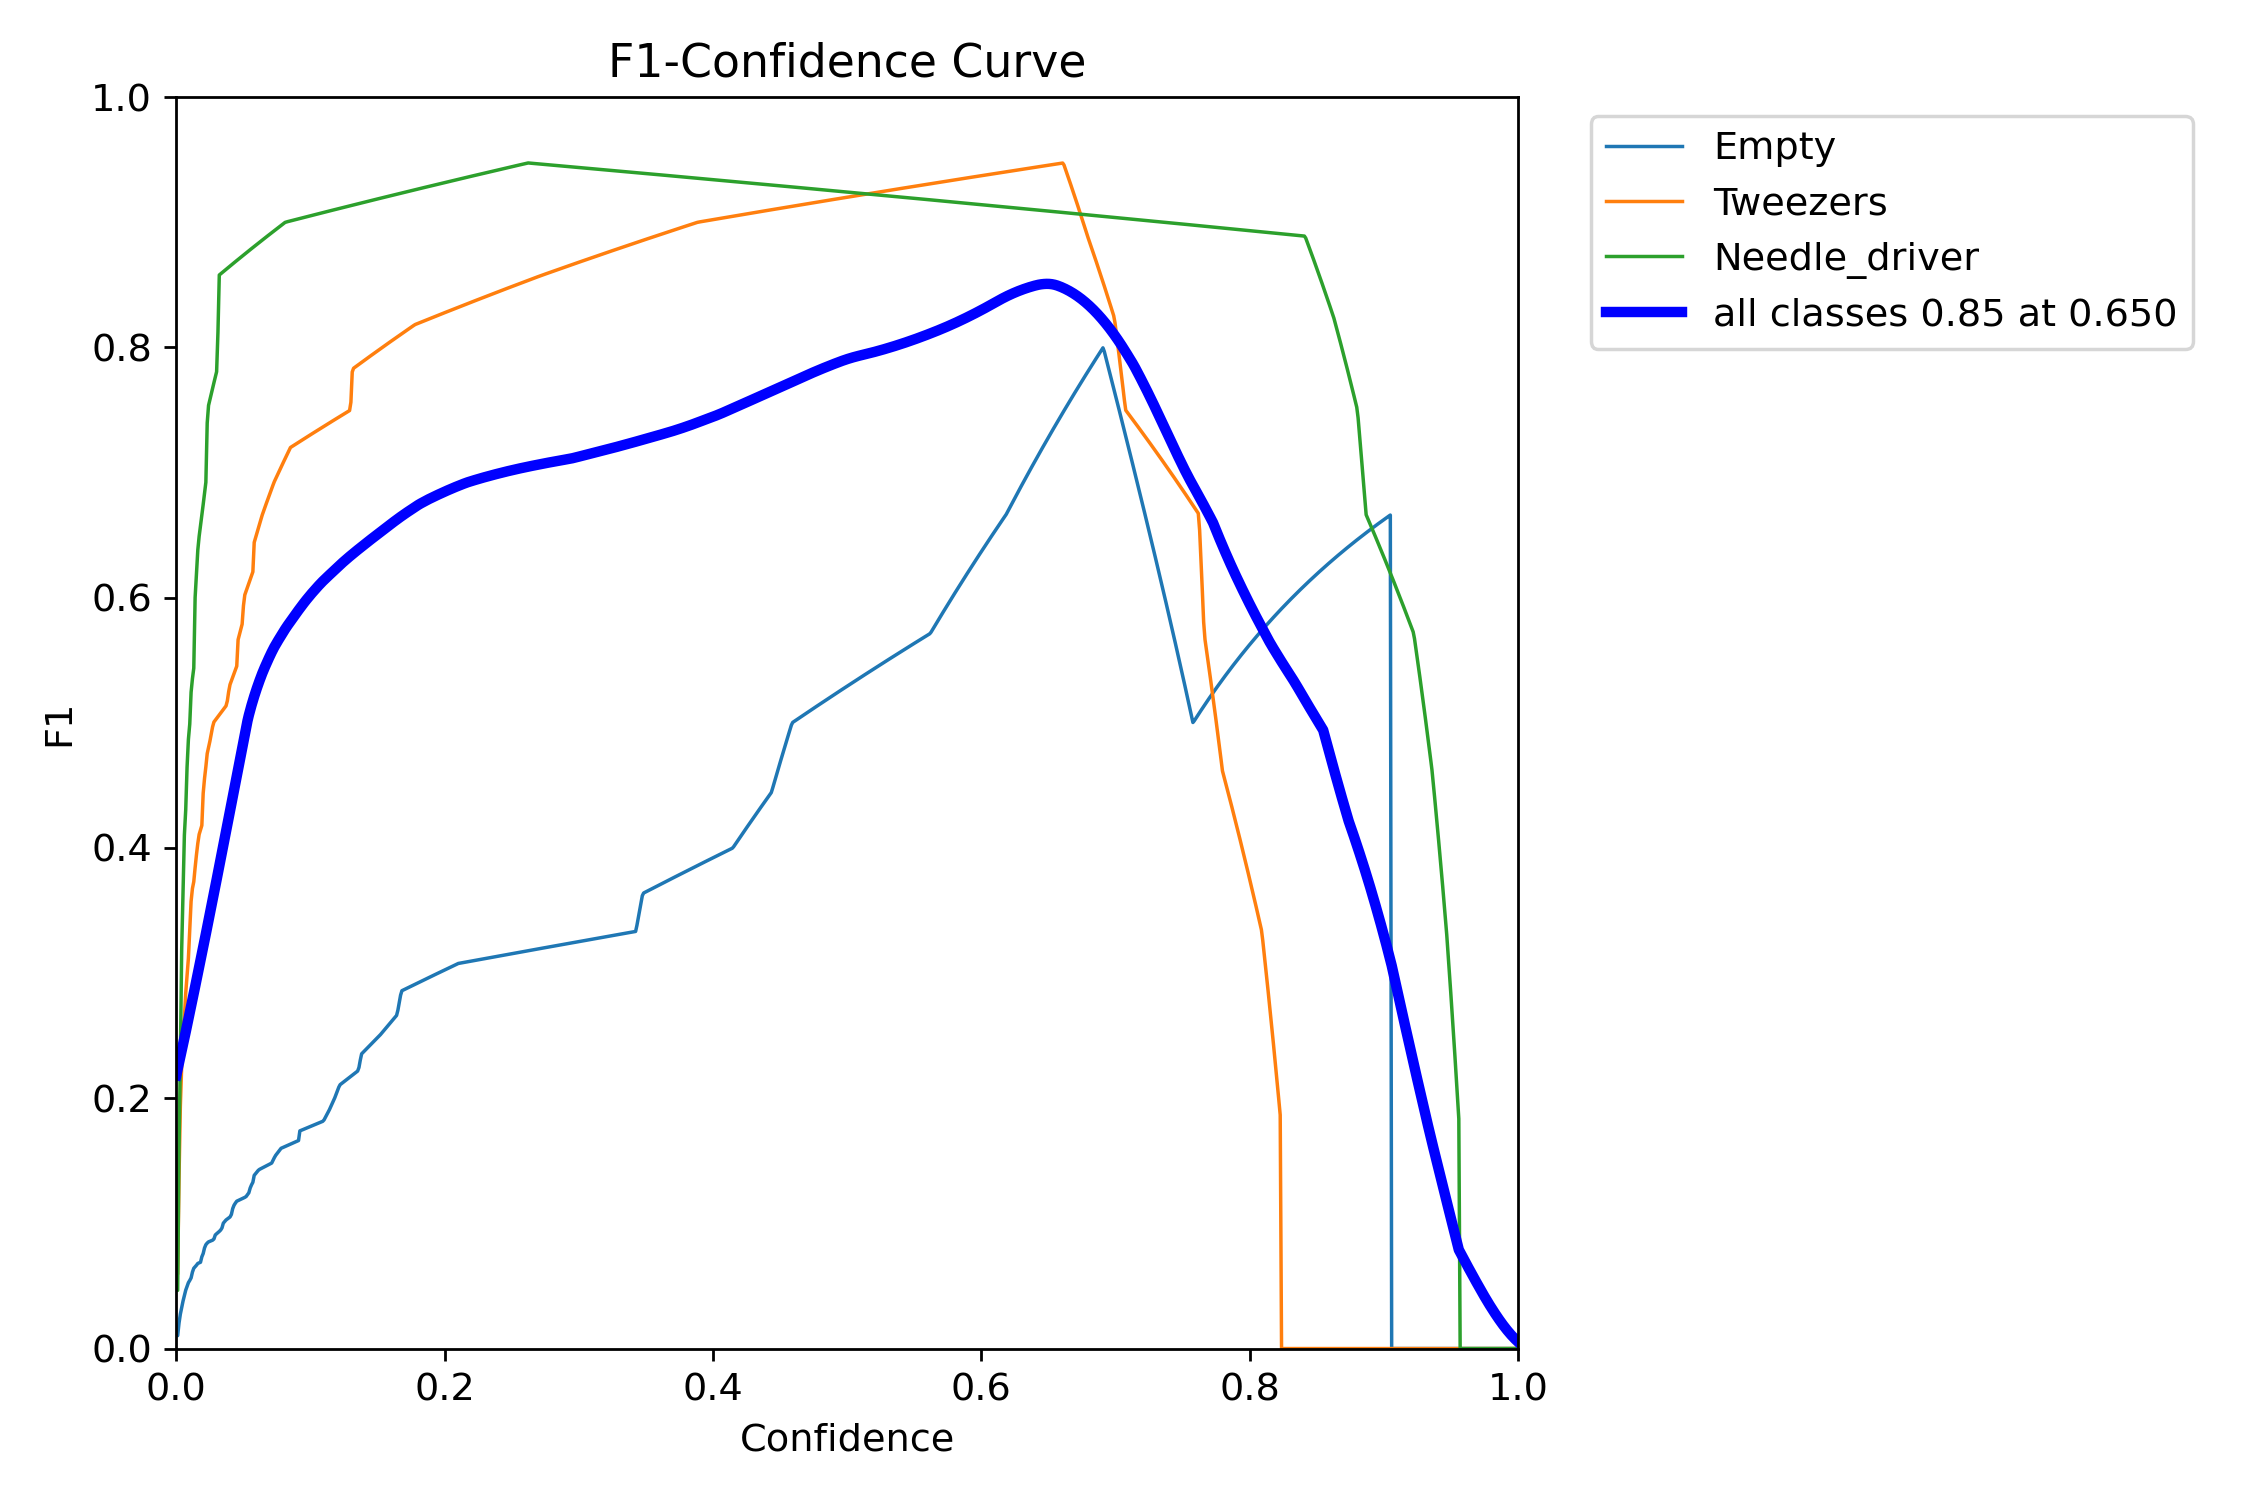 F1-Confidence Curve
1.0
0.8
0.6
0.4
0.2
0.0
F1
0.0 0.2 0.4 0.6 0.8 1.0
Confidence
Empty
Tweezers
Needle_driver
all classes 0.85 at 0.650